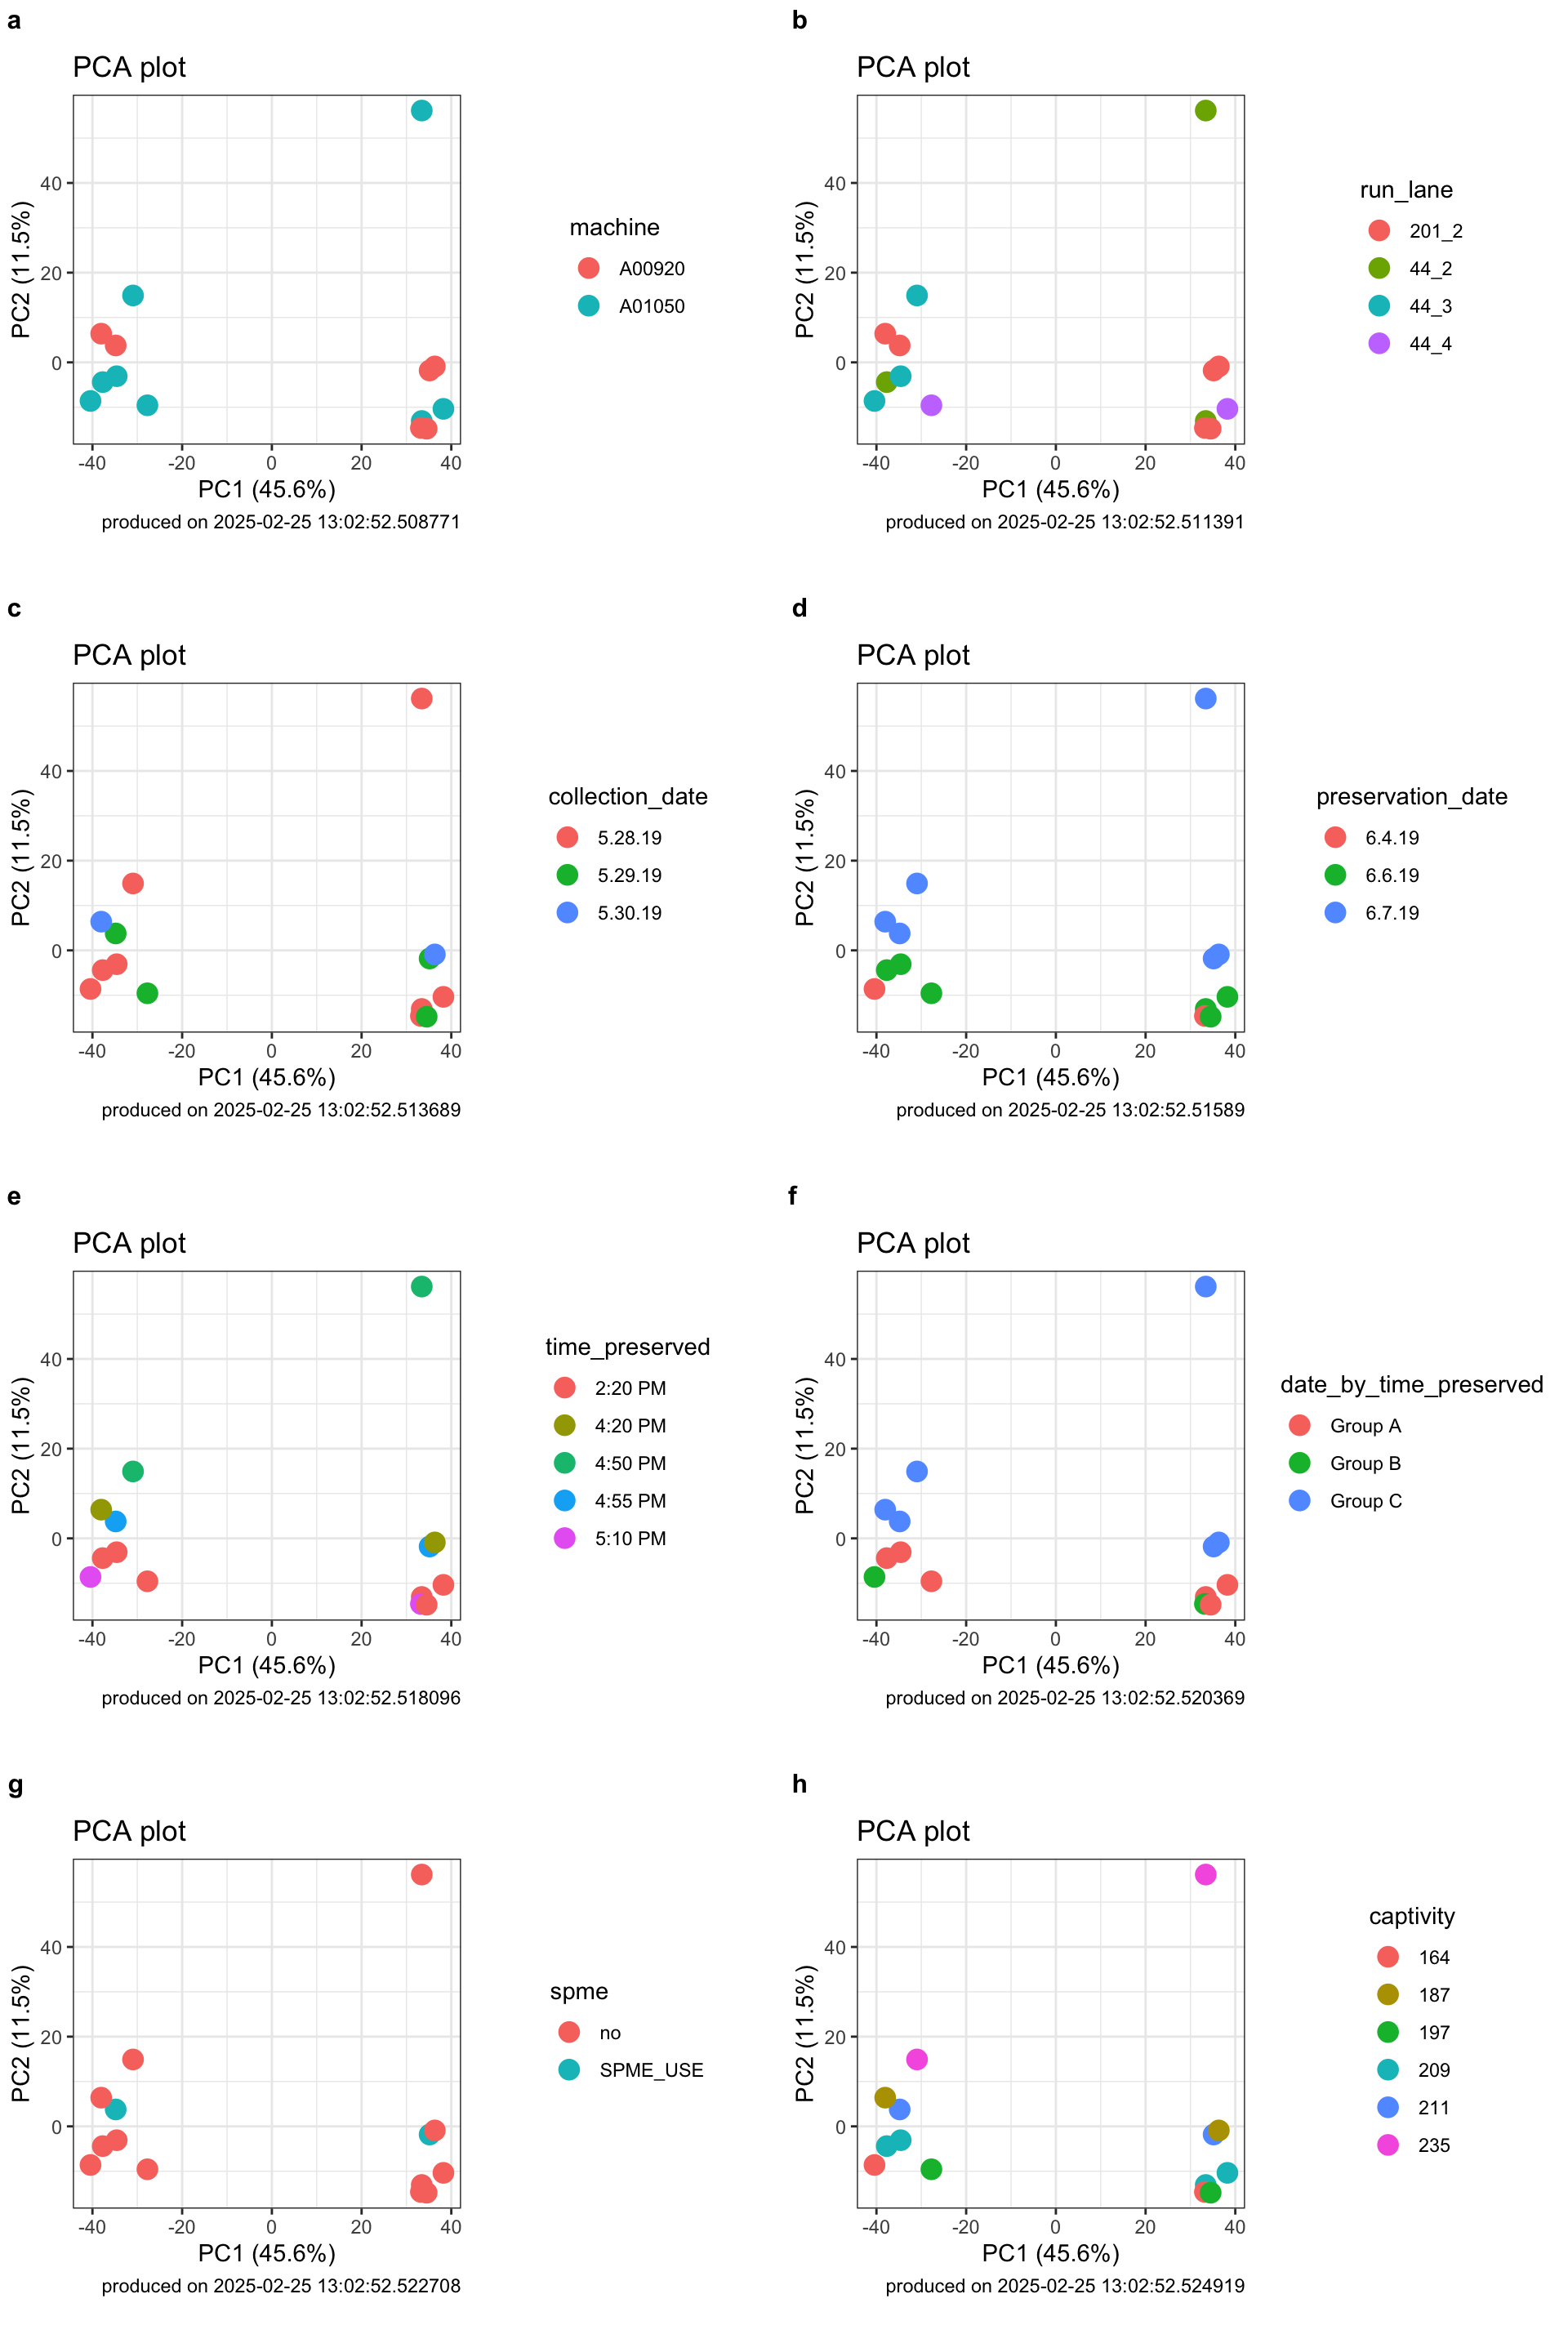 a
PCA plot
40
20
0
-40 -20 0 20 40
PC2 (11.5%)
PC1 (45.6%)
produced on 2025-02-25 13:02:52.508771
machine
A00920
A01050
b
PCA plot
40
20
0
-40 -20 0 20 40
PC2 (11.5%)
PC1 (45.6%)
produced on 2025-02-25 13:02:52.511391
run_lane
201_2
44_2
44_3
44_4
c
PCA plot
40
20
0
-40 -20 0 20 40
PC2 (11.5%)
PC1 (45.6%)
produced on 2025-02-25 13:02:52.513689
collection_date
5.28.19
5.29.19
5.30.19
d
PCA plot
40
20
0
-40 -20 0 20 40
PC2 (11.5%)
PC1 (45.6%)
produced on 2025-02-25 13:02:52.51589
preservation_date
6.4.19
6.6.19
6.7.19
e
PCA plot
40
20
0
-40 -20 0 20 40
PC2 (11.5%)
PC1 (45.6%)
produced on 2025-02-25 13:02:52.518096
time_preserved
2:20 PM
4:20 PM
4:50 PM
4:55 PM
5:10 PM
f
PCA plot
40
20
0
-40 -20 0 20 40
PC2 (11.5%)
PC1 (45.6%)
produced on 2025-02-25 13:02:52.520369
date_by_time_preserved
Group A
Group B
Group C
g
PCA plot
40
20
0
-40 -20 0 20 40
PC2 (11.5%)
PC1 (45.6%)
produced on 2025-02-25 13:02:52.522708
spme
no
SPME_USE
h
PCA plot
40
20
0
-40 -20 0 20 40
PC2 (11.5%)
PC1 (45.6%)
produced on 2025-02-25 13:02:52.524919
captivity
164
187
197
209
211
235